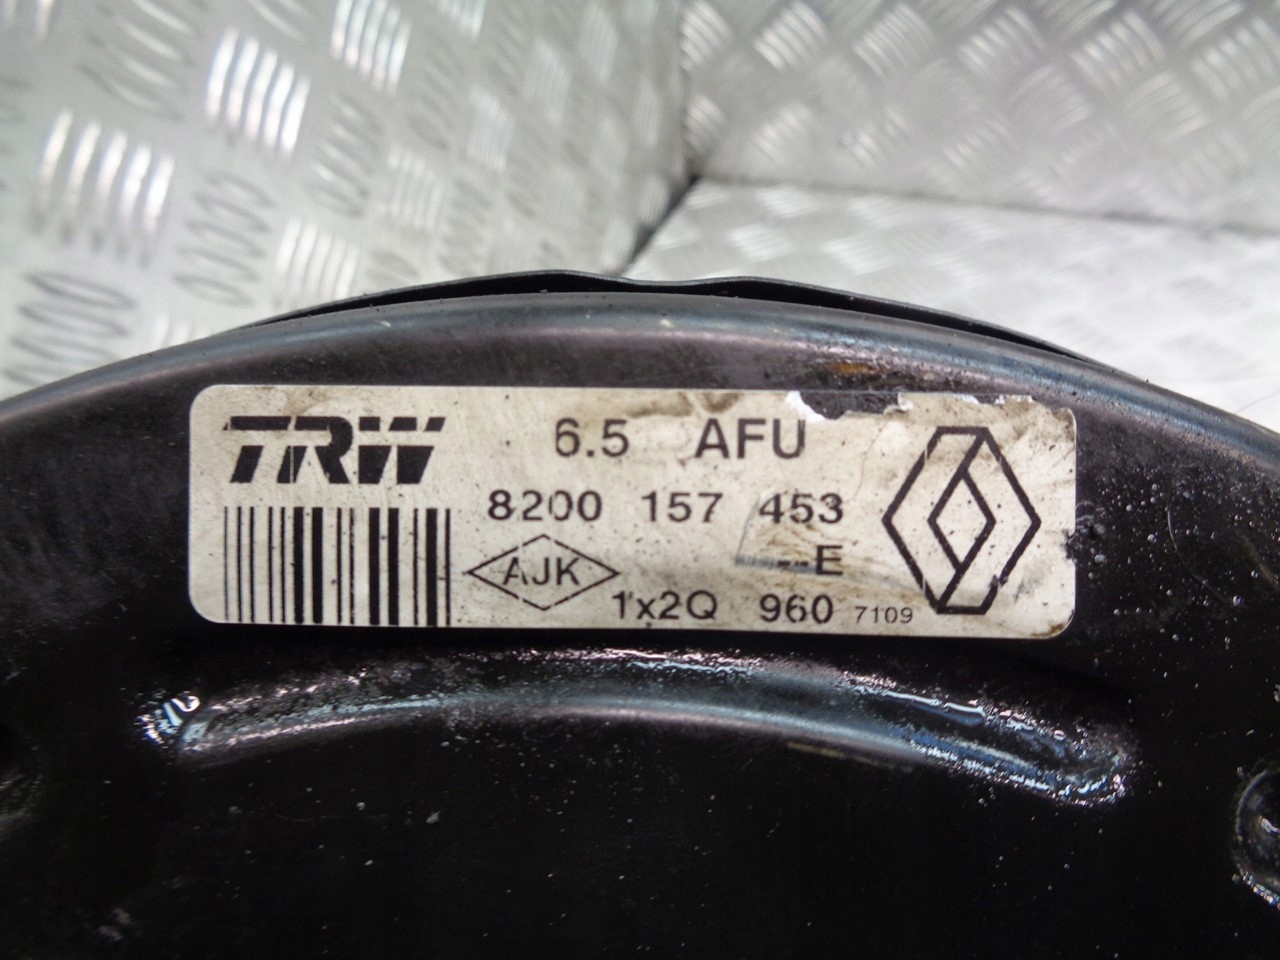 TRW 6.5 AFU
8200 157 453
E
AJK
1x2Q 960 7109